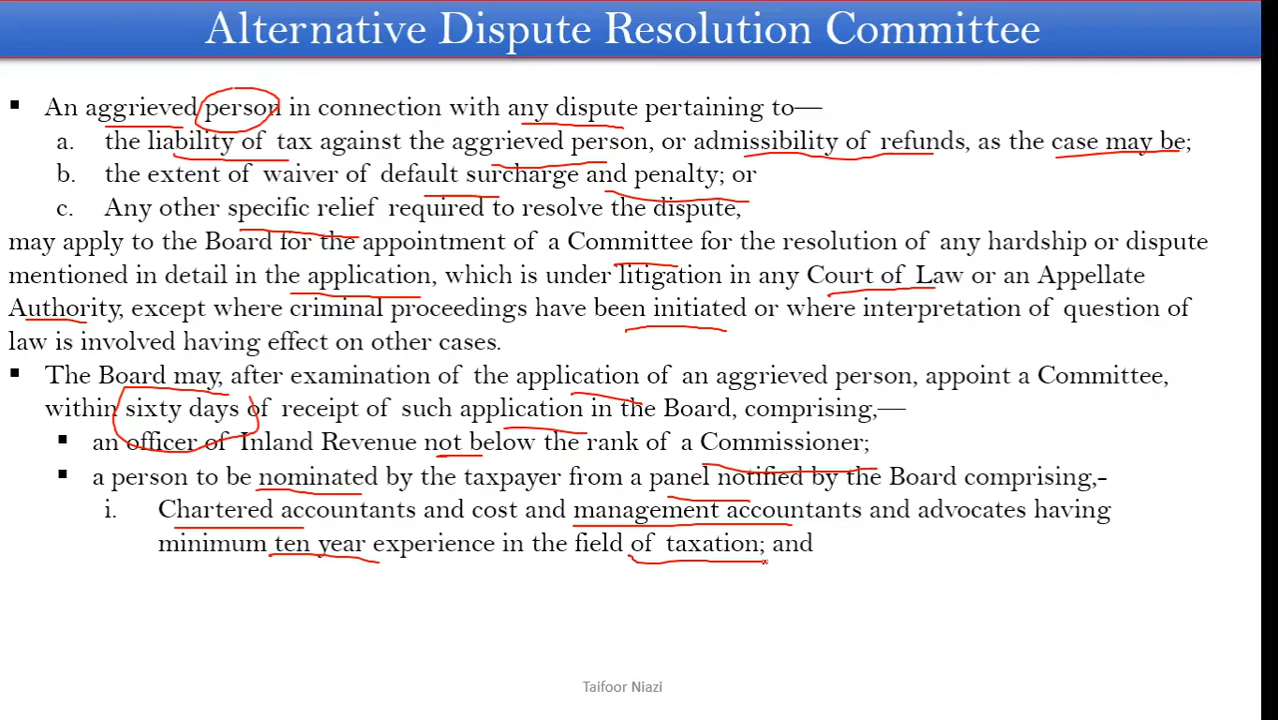 Alternative Dispute Resolution Committee
▪ An aggrieved person in connection with any dispute pertaining to—
a. the liability of tax against the aggrieved person, or admissibility of refunds, as the case may be;
b. the extent of waiver of default surcharge and penalty; or
c. Any other specific relief required to resolve the dispute,
may apply to the Board for the appointment of a Committee for the resolution of any hardship or dispute
mentioned in detail in the application, which is under litigation in any Court of Law or an Appellate
Authority, except where criminal proceedings have been initiated or where interpretation of question of
law is involved having effect on other cases.
▪ The Board may, after examination of the application of an aggrieved person, appoint a Committee,
within sixty days of receipt of such application in the Board, comprising,—
▪ an officer of Inland Revenue not below the rank of a Commissioner;
▪ a person to be nominated by the taxpayer from a panel notified by the Board comprising,-
i. Chartered accountants and cost and management accountants and advocates having
minimum ten year experience in the field of taxation; and
Taifoor Niazi